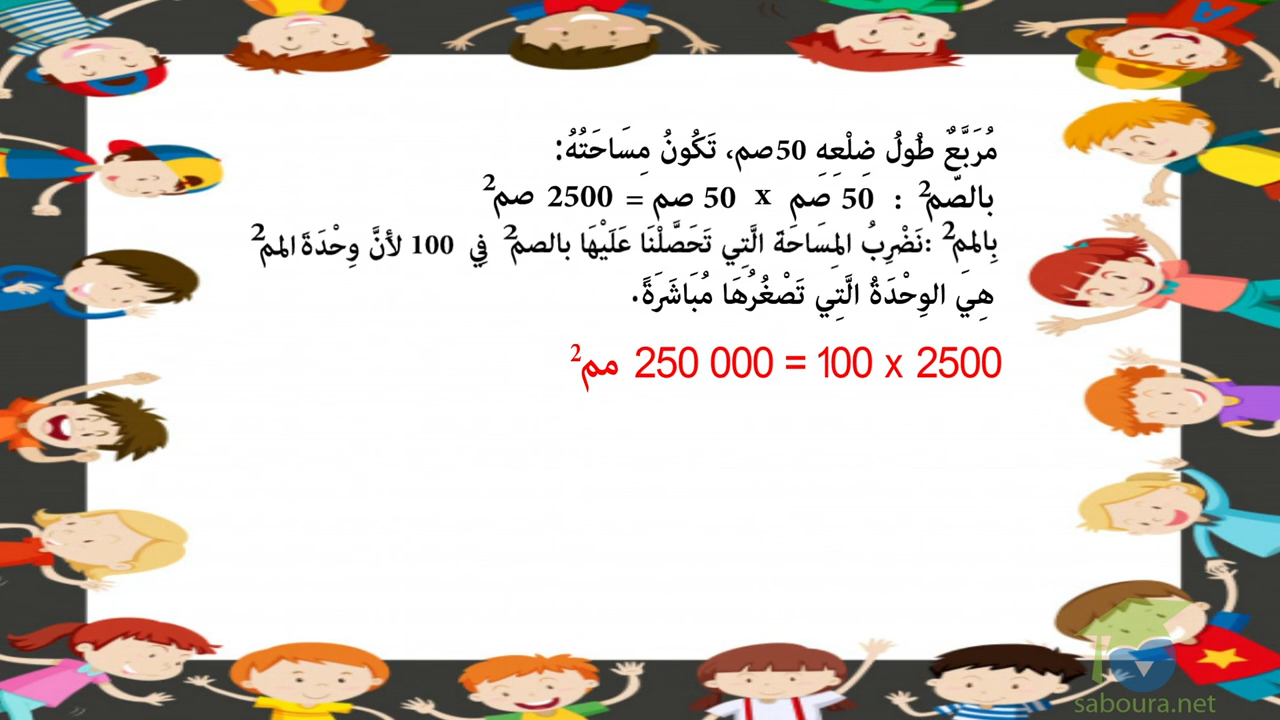 مُرَبَّعٌ طُولُ ضِلْعِهِ 50صم، تَكُونُ مِسَاحَتُهُ:
بالصّم² : 50 صم x 50 صم = 2500 صم²
بِالمم² :نَضْرِبُ المِسَاحَةَ الَّتِي تَحَصَّلْنَا عَلَيْهَا بالصم² فِي 100 لأنَّ وِحْدَةَ المم²
هِيَ الوِحْدَةُ الَّتِي تَصْغُرُهَا مُبَاشَرَةً.
2500 x 100 = 250 000 مم²
saboura.net